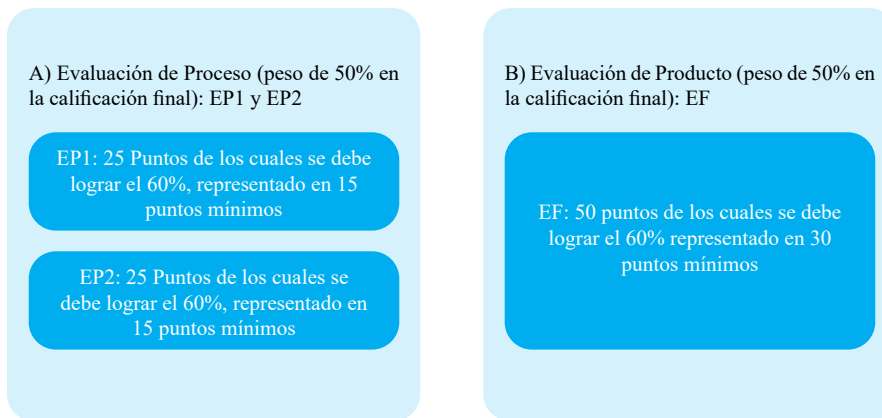 A) Evaluación de Proceso (peso de 50% en
la calificación final): EP1 y EP2
EP1: 25 Puntos de los cuales se debe
lograr el 60%, representado en 15
puntos mínimos
EP2: 25 Puntos de los cuales se
debe lograr el 60%, representado en
15 puntos mínimos
B) Evaluación de Producto (peso de 50% en
la calificación final): EF
EF: 50 puntos de los cuales se debe
lograr el 60% representado en 30
puntos mínimos